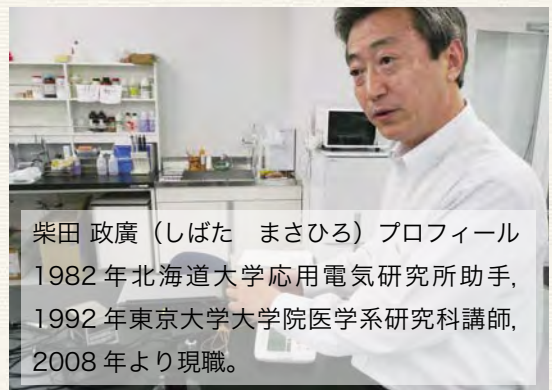 柴田 政廣（しばた　まさひろ）プロフィール
1982 年北海道大学応用電気研究所助手,
1992 年東京大学大学院医学系研究科講師,
2008 年より現職。